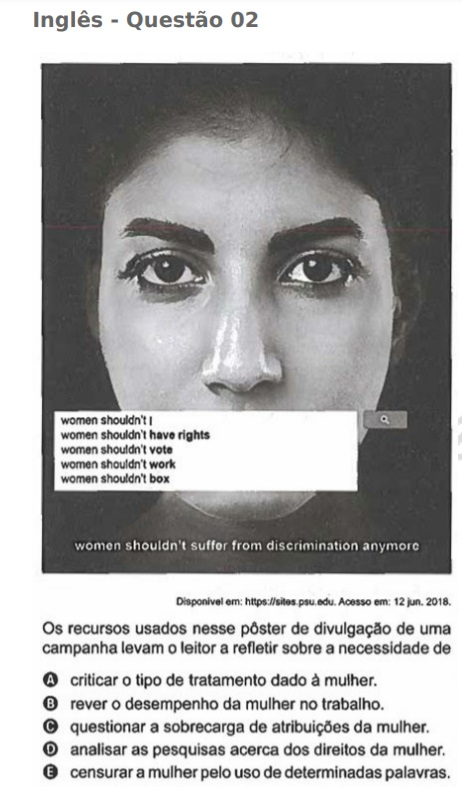 Inglês - Questão 02
women shouldn't |
women shouldn't have rights
women shouldn't vote
women shouldn't work
women shouldn't box
women shouldn't suffer from discrimination anymore
Disponível em: https://sites.psu.edu. Acesso em: 12 jun. 2018.
Os recursos usados nesse pôster de divulgação de uma
campanha levam o leitor a refletir sobre a necessidade de
A criticar o tipo de tratamento dado à mulher.
B rever o desempenho da mulher no trabalho.
C questionar a sobrecarga de atribuições da mulher.
D analisar as pesquisas acerca dos direitos da mulher.
E censurar a mulher pelo uso de determinadas palavras.